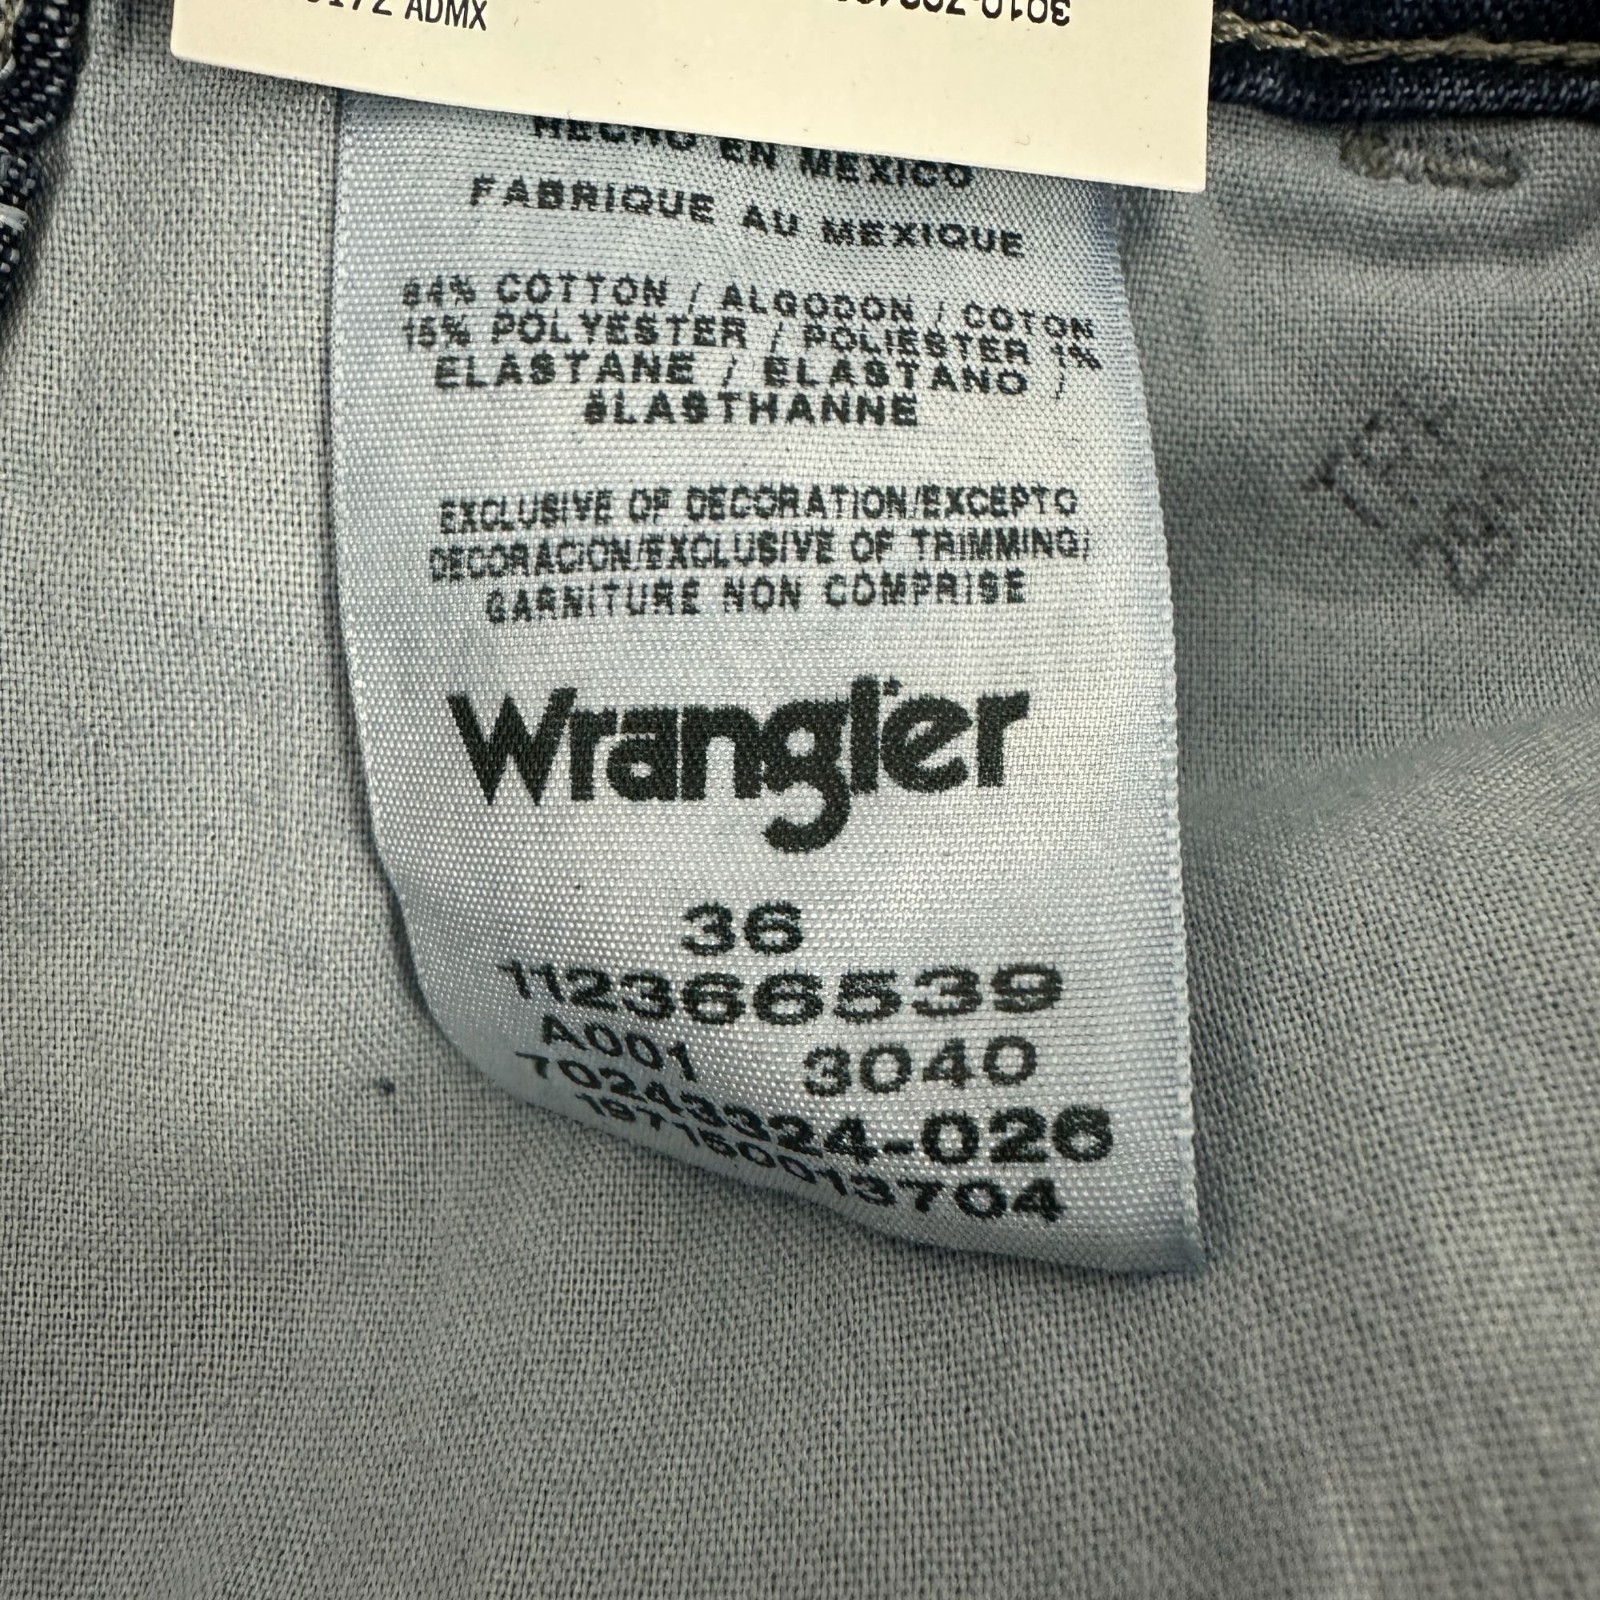 ADMX
HECHO EN MEXICO
FABRIQUE AU MEXIQUE
84% COTTON / ALGODON / COTON
15% POLYESTER / POLIESTER 1%
ELASTANE / ELASTANO /
ELASTHANNE
EXCLUSIVE OF DECORATION/EXCEPTO
DECORACION/EXCLUSIVE OF TRIMMING/
GARNITURE NON COMPRISE
Wrangler
36
112366539
A001 3040
70243324-026
197150013704